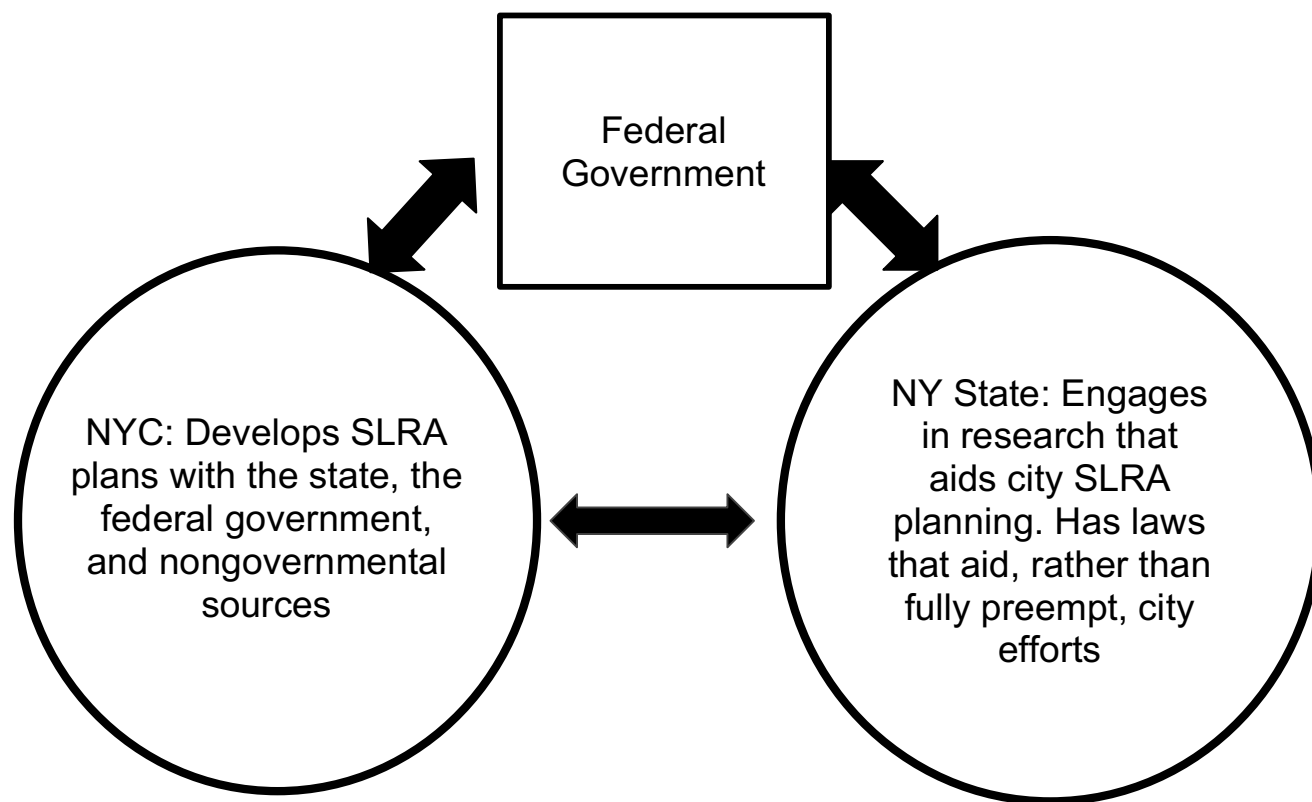 Federal
Government
NYC: Develops SLRA
plans with the state, the
federal government,
and nongovernmental
sources
NY State: Engages
in research that
aids city SLRA
planning. Has laws
that aid, rather than
fully preempt, city
efforts